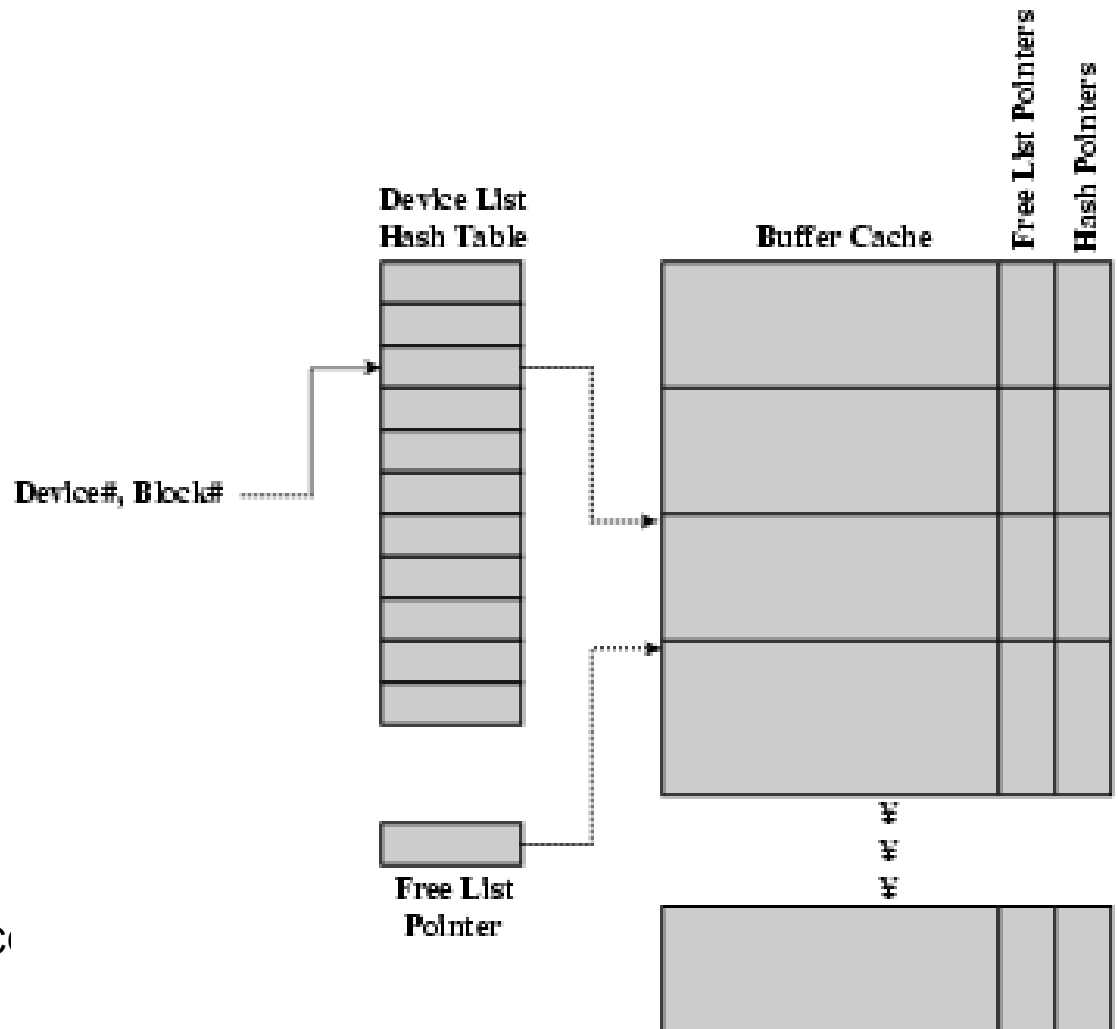 Free List Pointers
Hash Pointers
Device List
Hash Table
Buffer Cache
Device#, Block#
Free List
Pointer